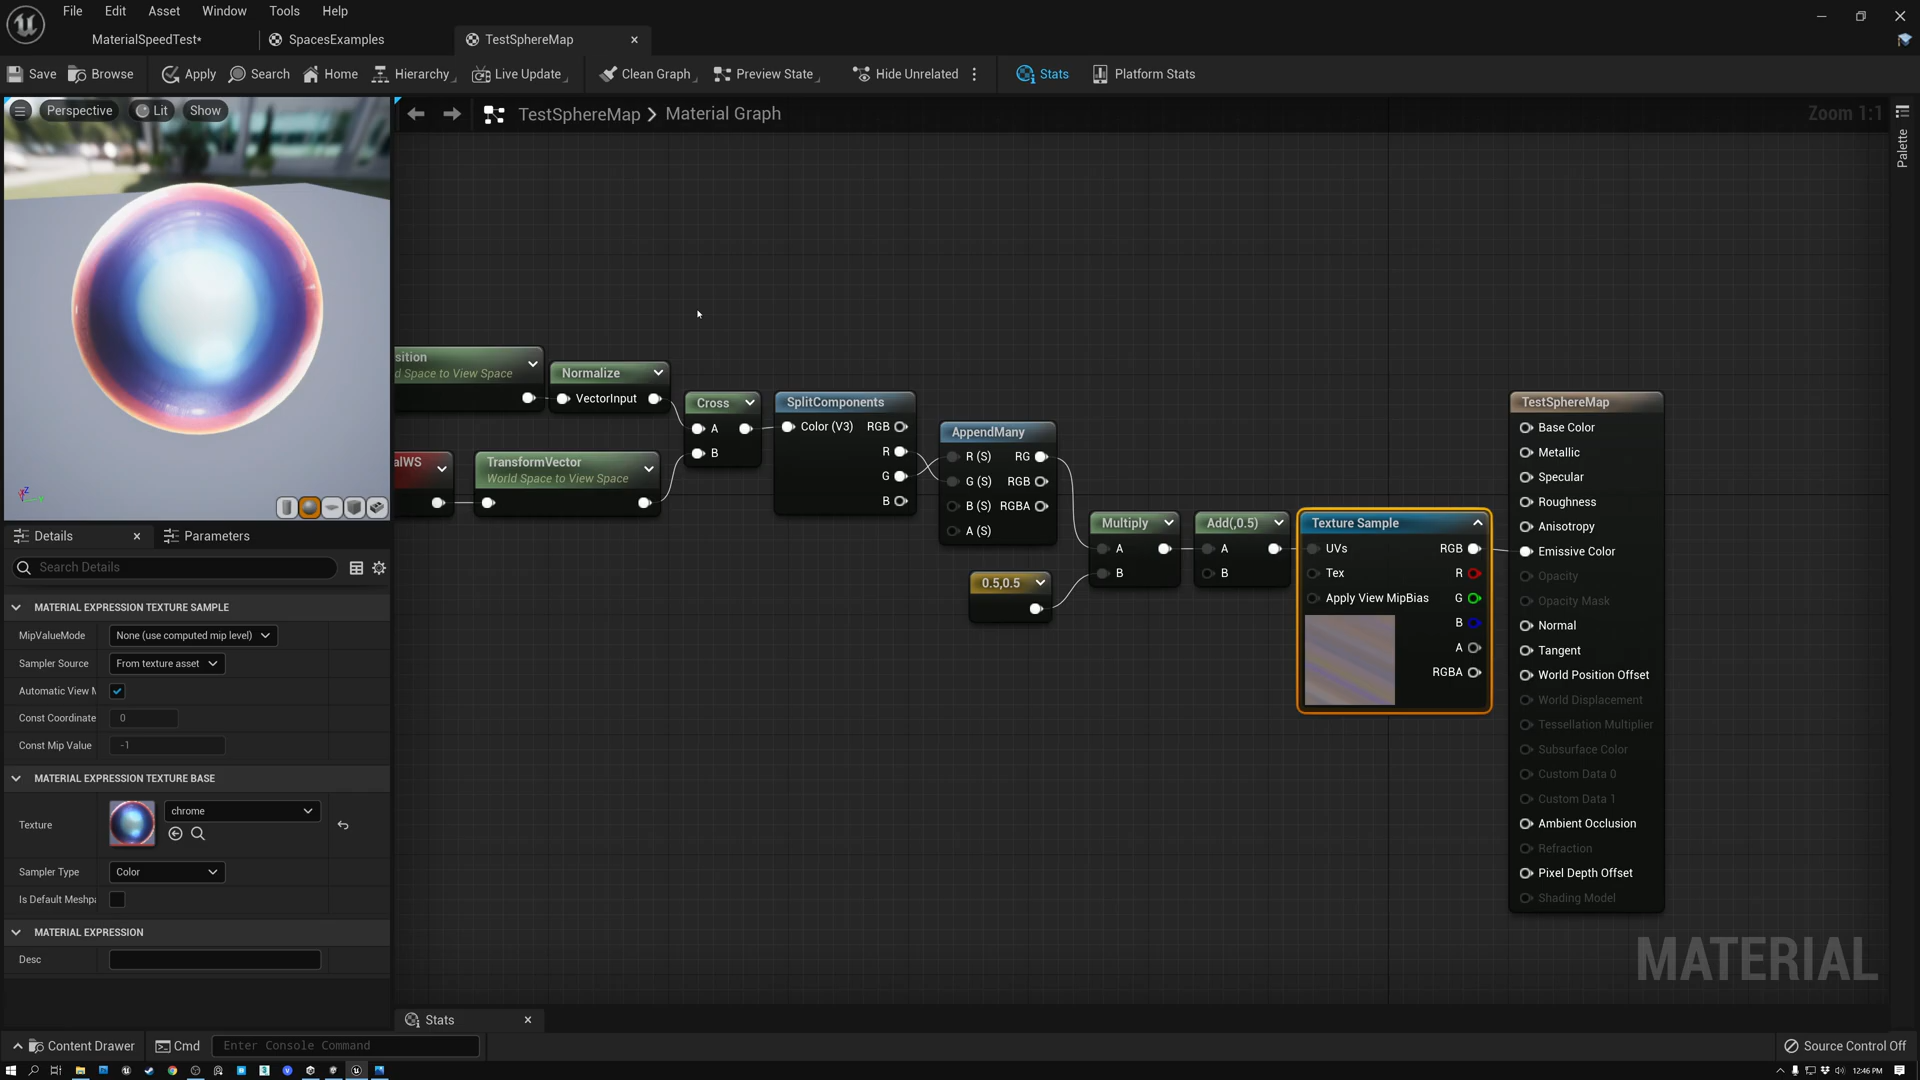 File Edit Asset Window Tools Help
MaterialSpeedTest* SpacesExamples TestSphereMap
Save Browse Apply Search Home Hierarchy Live Update Clean Graph Preview State Hide Unrelated Stats Platform Stats
Perspective Lit Show
TestSphereMap Material Graph
Zoom 1:1
Palette
sition
d Space to View Space
Normalize
VectorInput
alWS
TransformVector
World Space to View Space
Cross
A
B
SplitComponents
Color (V3) RGB
R
G
B
AppendMany
R (S) RG
G (S) RGB
B (S) RGBA
A (S)
0.5,0.5
Multiply
A
B
Add(,0.5)
A
B
Texture Sample
UVs RGB
Tex R
Apply View MipBias G
B
A
RGBA
TestSphereMap
Base Color
Metallic
Specular
Roughness
Anisotropy
Emissive Color
Opacity
Opacity Mask
Normal
Tangent
World Position Offset
World Displacement
Tessellation Multiplier
Subsurface Color
Custom Data 0
Custom Data 1
Ambient Occlusion
Refraction
Pixel Depth Offset
Shading Model
MATERIAL
Details Parameters
Search Details
MATERIAL EXPRESSION TEXTURE SAMPLE
MipValueMode None (use computed mip level)
Sampler Source From texture asset
Automatic View M
Const Coordinate 0
Const Mip Value -1
MATERIAL EXPRESSION TEXTURE BASE
Texture chrome
Sampler Type Color
Is Default Meshpa
MATERIAL EXPRESSION
Desc
Stats
Content Drawer Cmd Enter Console Command Source Control Off
12:46 PM